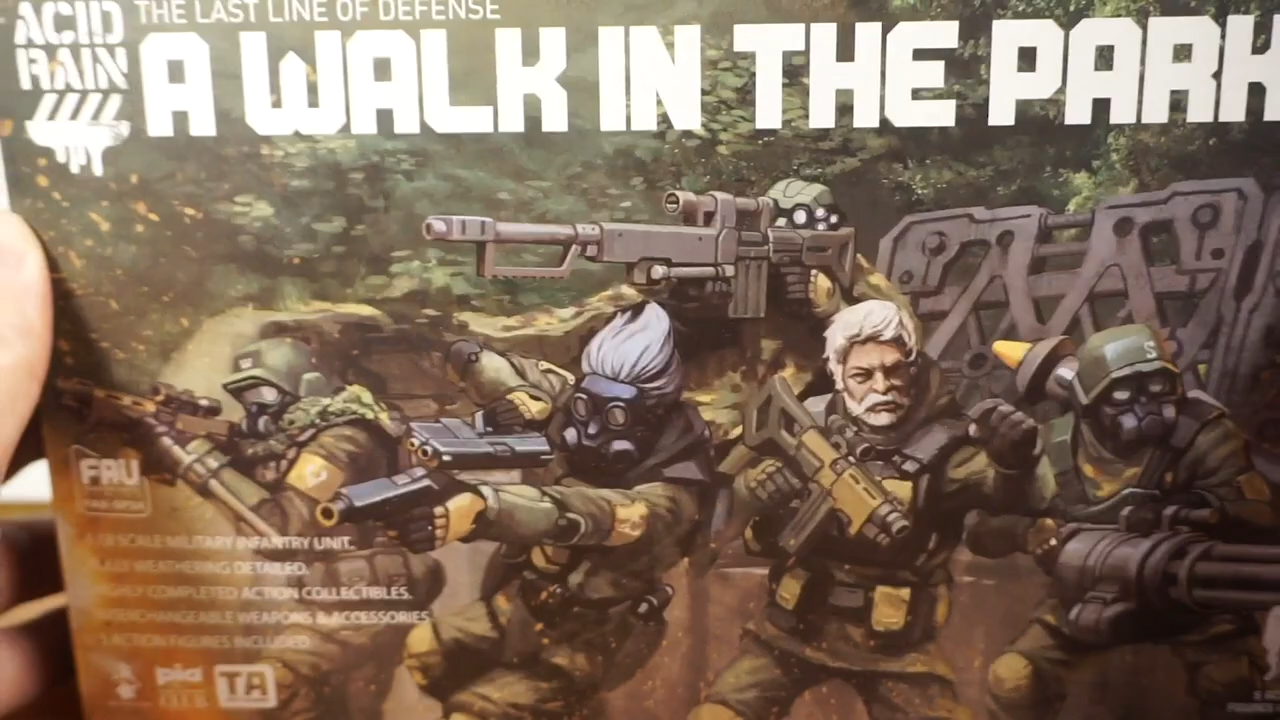 ACID
RAIN
THE LAST LINE OF DEFENSE
A WALK IN THE PARK
W
S
FAU
SCALE MILITARY INFANTRY UNIT.
WEATHERING DETAILED.
COMPLETED ACTION COLLECTIBLES.
INTERCHANGEABLE WEAPONS & ACCESSORIES
ACTION FIGURES INCLUDED
TA